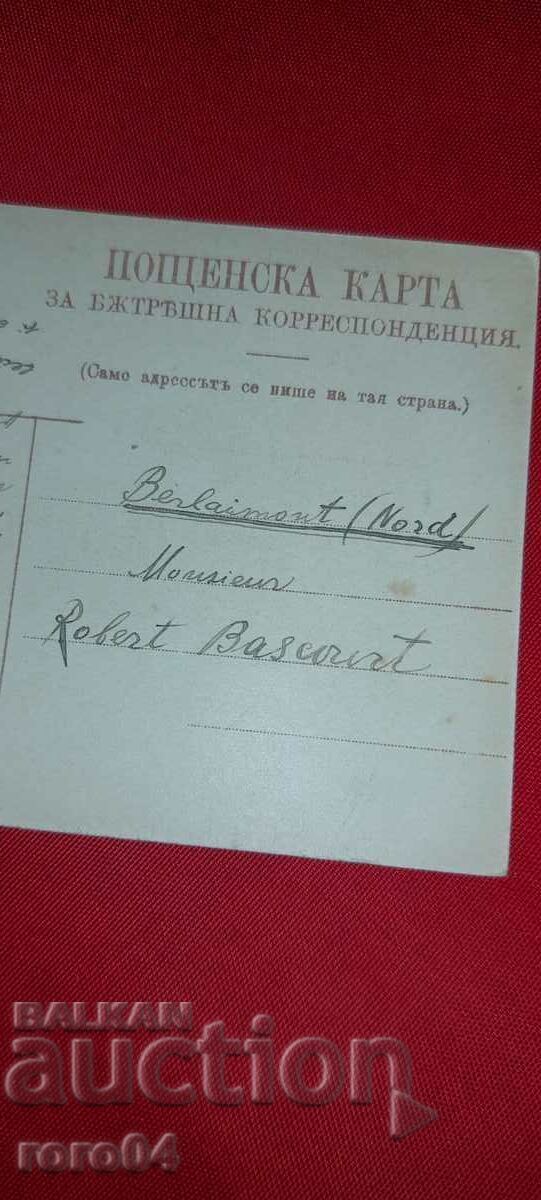 ПОЩЕНСКА КАРТА
ЗА ВѪТРѢШНА КОРРЕСПОНДЕНЦИЯ.
(Само адрессътъ се пише на тая страна.)
Berlaimont (Nord)
Monsieur
Robert Bascourt
BALKAN
auction
roro04